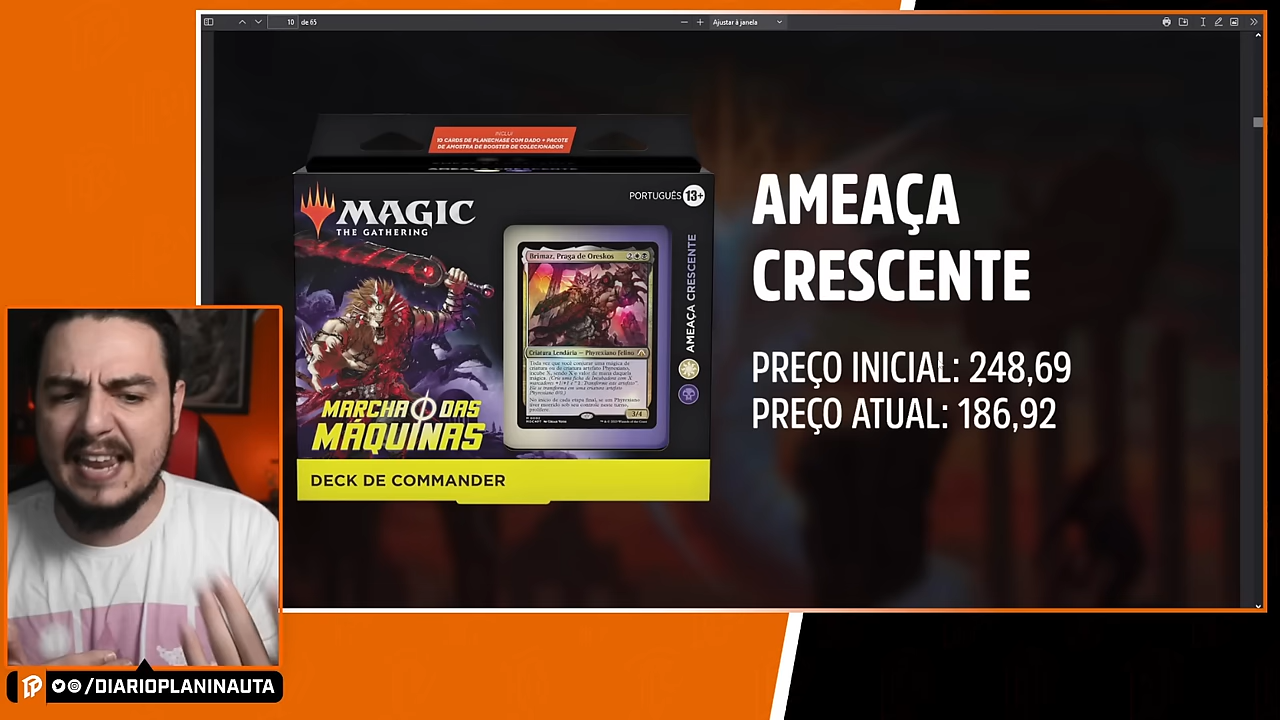 10 de 65
Ajustar à janela
INCLUI
10 CARDS DE PLANECHASE COM DADO + PACOTE
DE AMOSTRA DE BOOSTER DE COLECIONADOR
MAGIC
THE GATHERING
PORTUGUÊS 13+
Brimaz, Praga de Oreskos 2
Criatura Lendária — Phyrexiano Felino
3/4
AMEAÇA CRESCENTE
MARCHA DAS
MÁQUINAS
DECK DE COMMANDER
AMEAÇA
CRESCENTE
PREÇO INICIAL: 248,69
PREÇO ATUAL: 186,92
/DIARIOPLANINAUTA